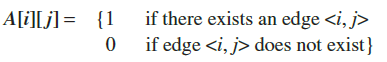 A[i][j] = {1 if there exists an edge <i, j>
0 if edge <i, j> does not exist}